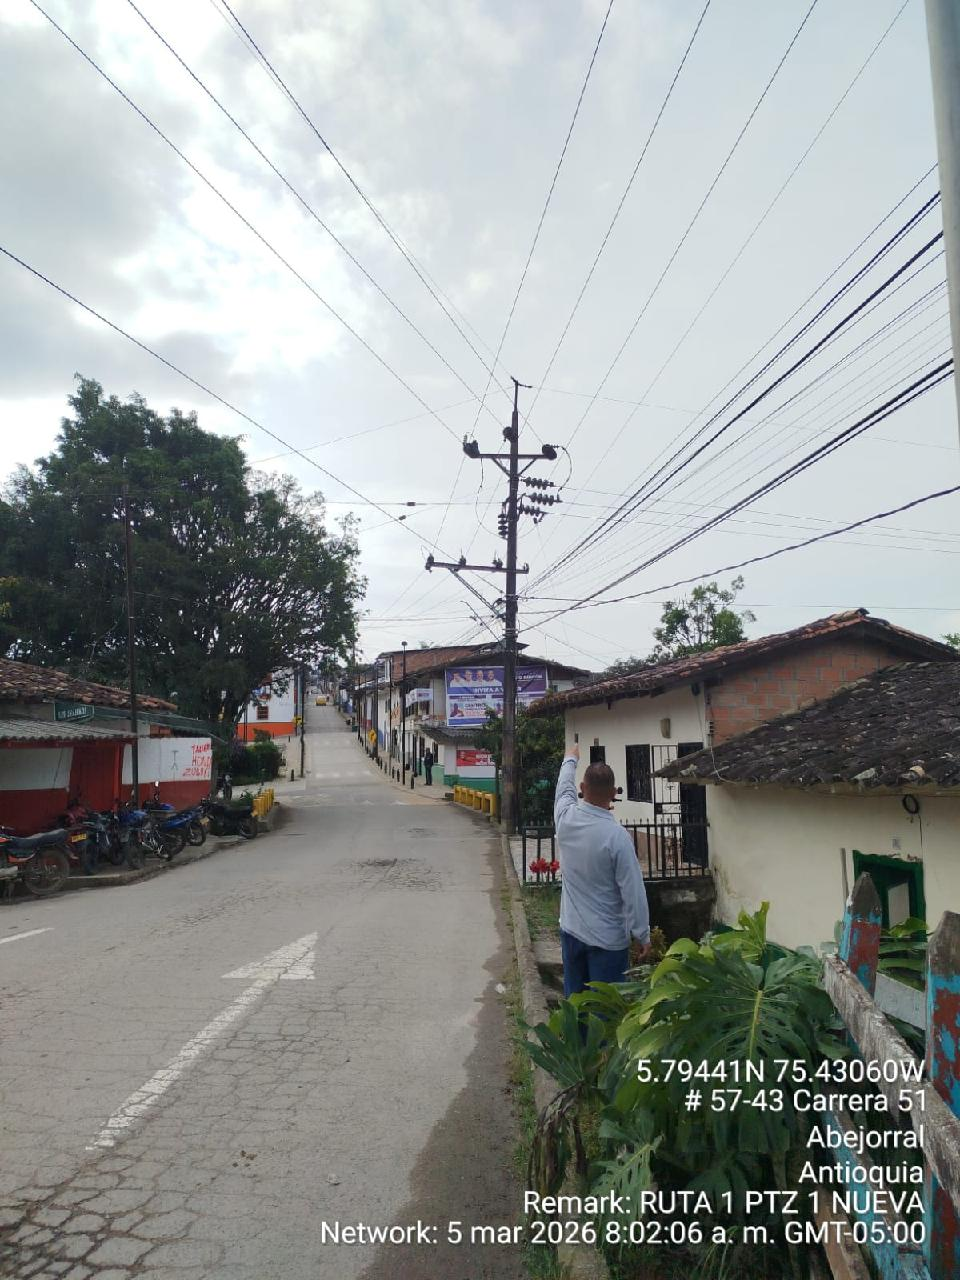 INVITA A
5.79441N 75.43060W
# 57-43 Carrera 51
Abejorral
Antioquia
Remark: RUTA 1 PTZ 1 NUEVA
Network: 5 mar 2026 8:02:06 a. m. GMT-05:00